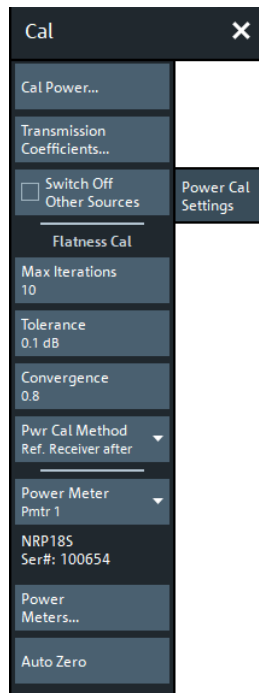 Cal
Cal Power...
Transmission
Coefficients...
Switch Off
Other Sources
Power Cal
Settings
Flatness Cal
Max Iterations
10
Tolerance
0.1 dB
Convergence
0.8
Pwr Cal Method
Ref. Receiver after
Power Meter
Pmtr 1
NRP18S
Ser#: 100654
Power
Meters...
Auto Zero